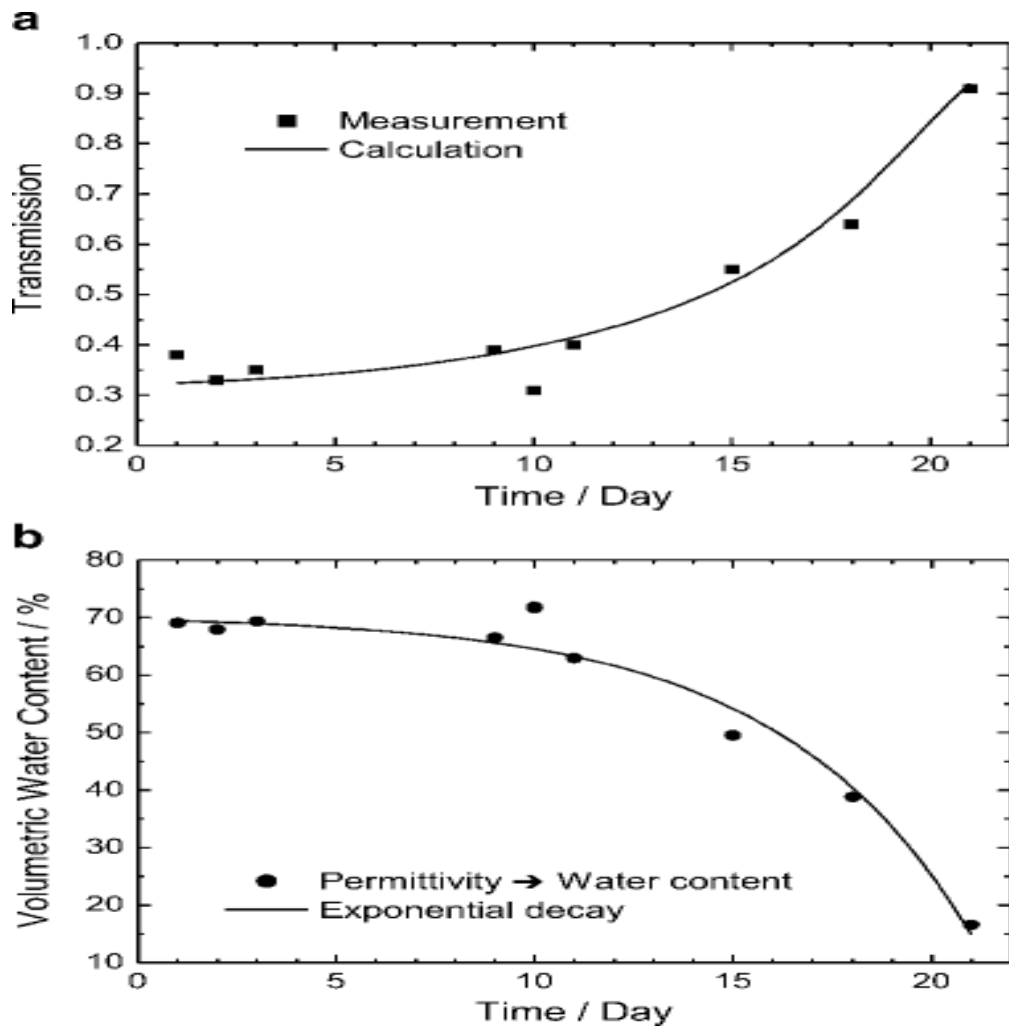 a
1.0
0.9
0.8
0.7
0.6
0.5
0.4
0.3
0.2
Transmission
Measurement
Calculation
0 5 10 15 20
Time / Day
b
80
70
60
50
40
30
20
10
Volumetric Water Content / %
Permittivity → Water content
Exponential decay
0 5 10 15 20
Time / Day